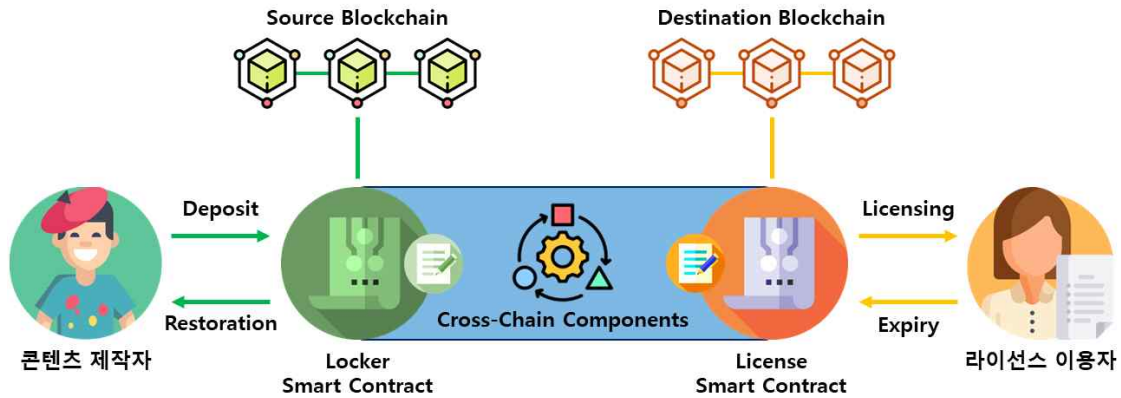 Source Blockchain
Destination Blockchain
Deposit
Licensing
Restoration
Cross-Chain Components
Expiry
콘텐츠 제작자
Locker
Smart Contract
License
Smart Contract
라이선스 이용자